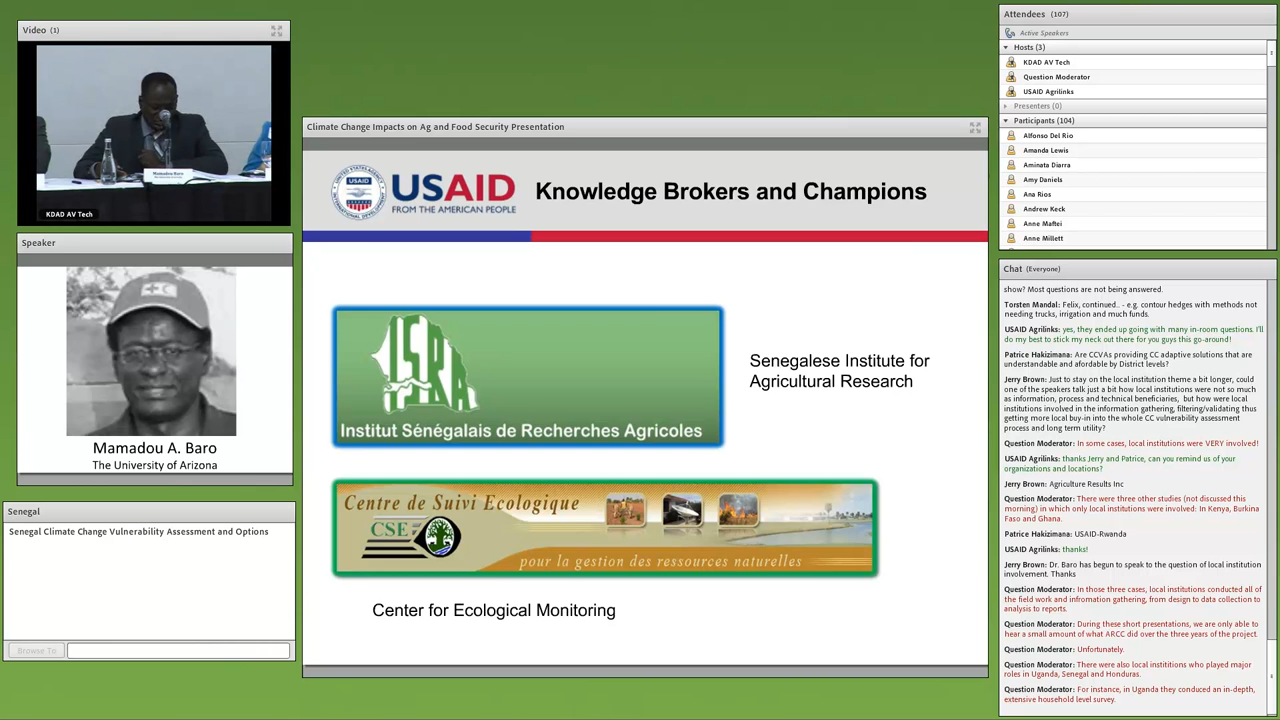 Video (1)
Mamadou Baro
KDAD AV Tech
Speaker
Mamadou A. Baro
The University of Arizona
Senegal
Senegal Climate Change Vulnerability Assessment and Options
Browse To
Climate Change Impacts on Ag and Food Security Presentation
USAID
FROM THE AMERICAN PEOPLE
Knowledge Brokers and Champions
ISRA
Institut Sénégalais de Recherches Agricoles
Senegalese Institute for
Agricultural Research
Centre de Suivi Ecologique
CSE
pour la gestion des ressources naturelles
Center for Ecological Monitoring
Attendees (107)
Active Speakers
Hosts (3)
KDAD AV Tech
Question Moderator
USAID Agrilinks
Presenters (0)
Participants (104)
Alfonso Del Rio
Amanda Lewis
Aminata Diarra
Amy Daniels
Ana Rios
Andrew Keck
Anne Maftei
Anne Millett
Chat (Everyone)
show? Most questions are not being answered.
Torsten Mandal: Felix, continued.. - e.g. contour hedges with methods not
needing trucks, irrigation and much funds.
USAID Agrilinks: yes, they ended up going with many in-room questions. I'll
do my best to stick my neck out there for you guys this go-around!
Patrice Hakizimana: Are CCVAs providing CC adaptive solutions that are
understandable and afordable by District levels?
Jerry Brown: Just to stay on the local institution theme a bit longer, could
one of the speakers talk just a bit how local institutions were not so much
as information, process and technical beneficiaries, but how were local
institutions involved in the information gathering, filtering/validating thus
getting more local buy-in into the whole CC vulnerability assessment
process and long term utility?
Question Moderator: In some cases, local institutions were VERY involved!
USAID Agrilinks: thanks Jerry and Patrice, can you remind us of your
organizations and locations?
Jerry Brown: Agriculture Results Inc
Question Moderator: There were three other studies (not discussed this
morning) in which only local institutions were involved: In Kenya, Burkina
Faso and Ghana.
Patrice Hakizimana: USAID-Rwanda
USAID Agrilinks: thanks!
Jerry Brown: Dr. Baro has begun to speak to the question of local institution
involvement. Thanks
Question Moderator: In those three cases, local institutions conducted all of
the field work and infromation gathering, from design to data collection to
analysis to reports.
Question Moderator: During these short presentations, we are only able to
hear a small amount of what ARCC did over the three years of the project.
Question Moderator: Unfortunately.
Question Moderator: There were also local instititions who played major
roles in Uganda, Senegal and Honduras.
Question Moderator: For instance, in Uganda they conduced an in-depth,
extensive household level survey.